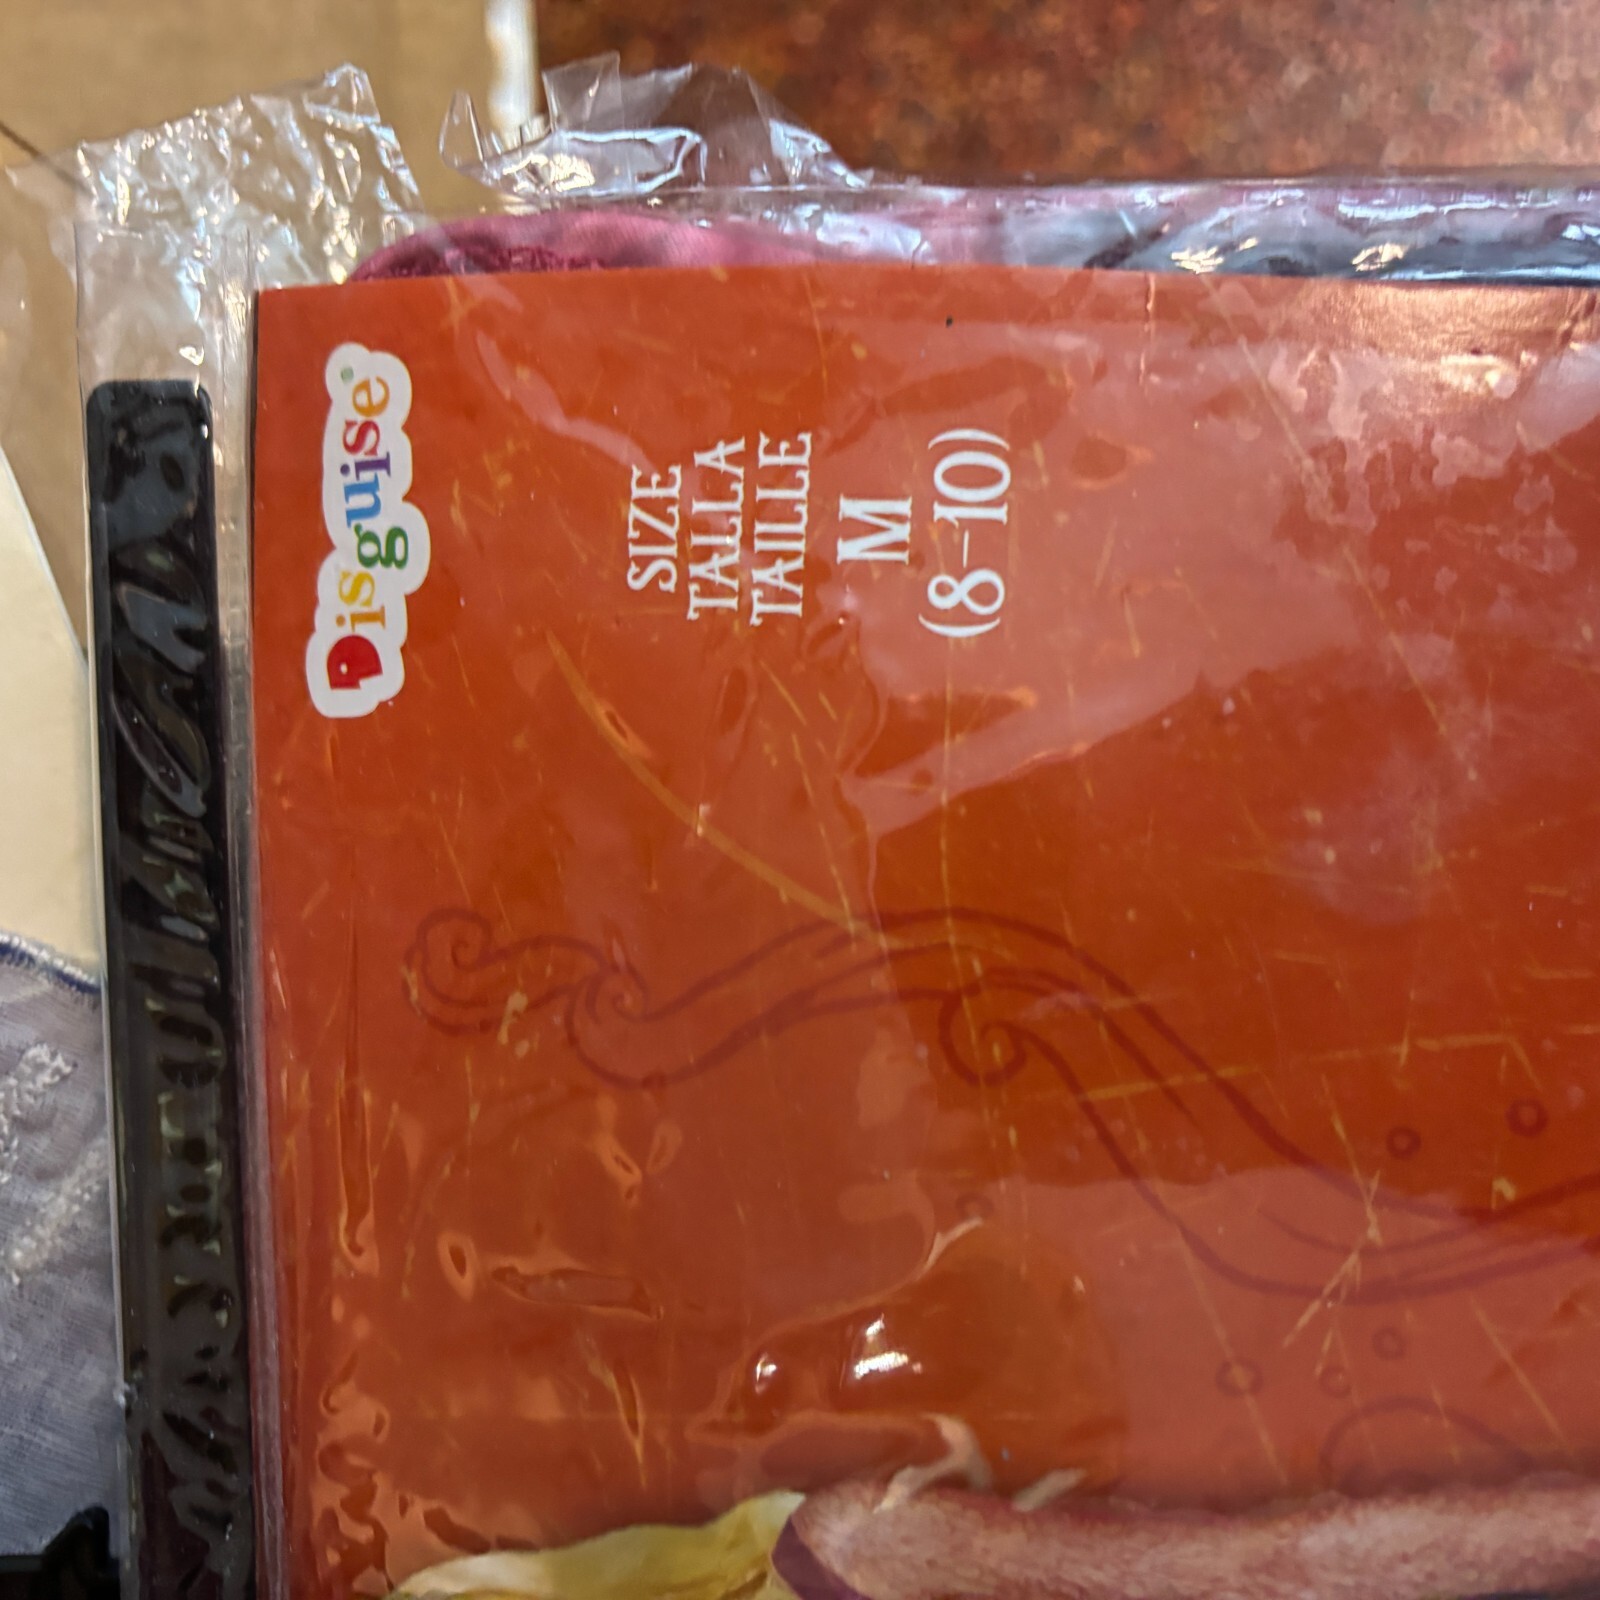 Disguise
SIZE
TALLA
TAILLE
M
(8-10)